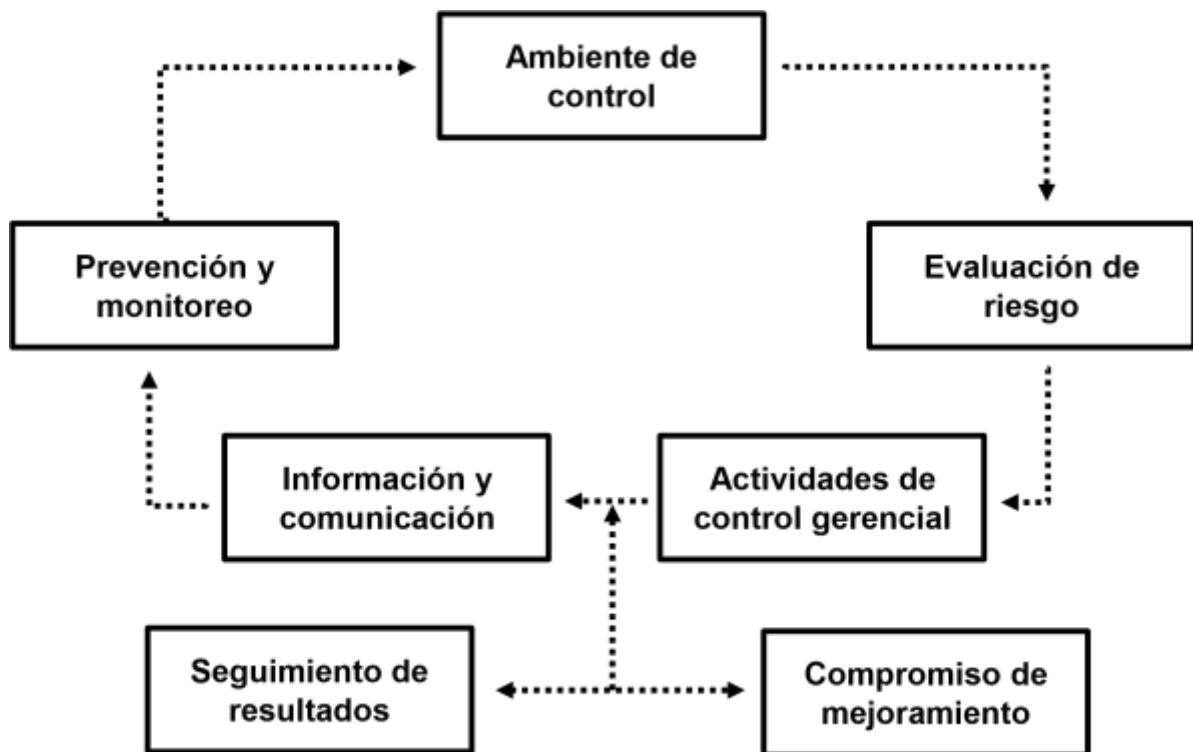 Ambiente de
control
Prevención y
monitoreo
Evaluación de
riesgo
Información y
comunicación
Actividades de
control gerencial
Seguimiento de
resultados
Compromiso de
mejoramiento